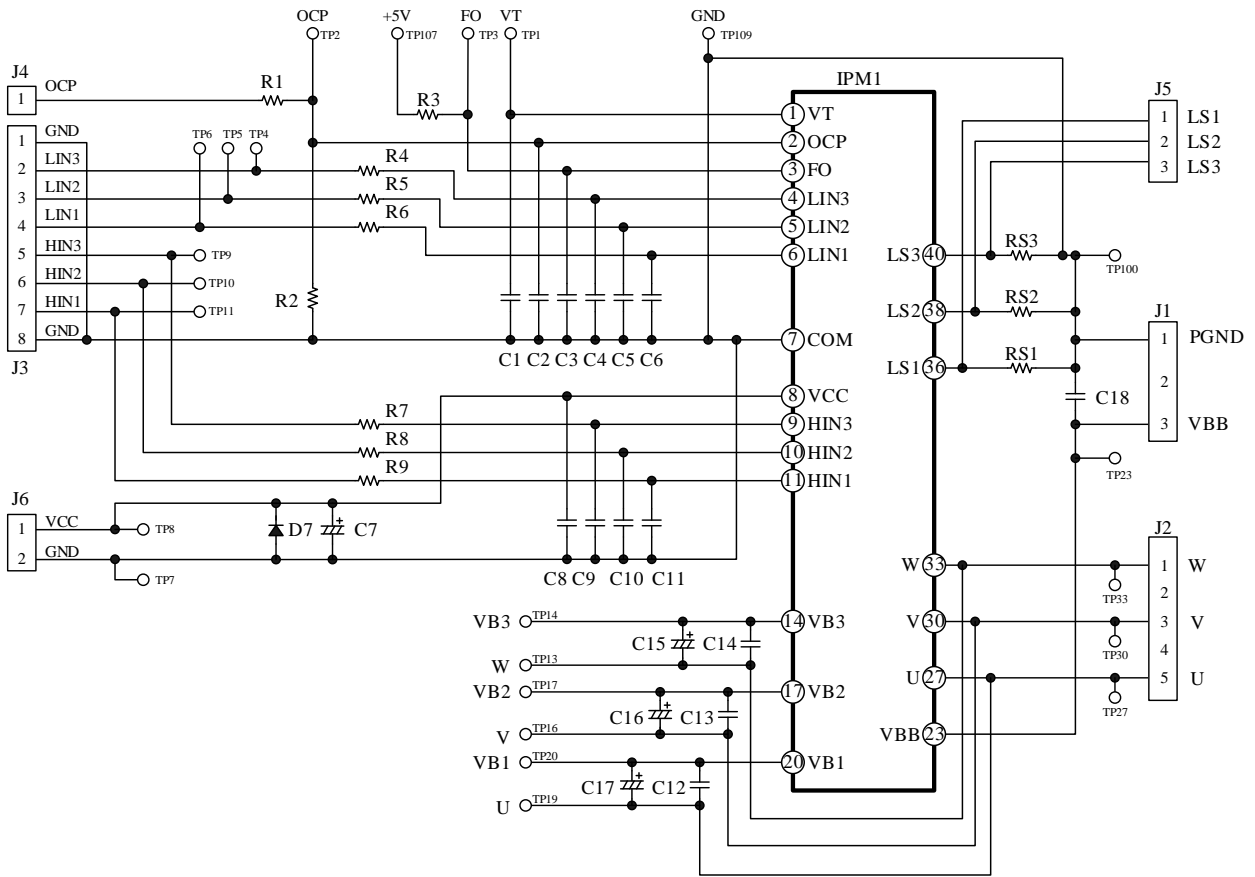 OCP +5V FO VT GND
TP2 TP107 TP3 TP1 TP109
J4 OCP R1 R3 IPM1 J5
1
1 VT 1 LS1
GND TP6 TP5 TP4 2 OCP 2 LS2
1
LIN3 R4 3 FO 3 LS3
2
LIN2 R5 4 LIN3
3
LIN1 R6 5 LIN2
4
HIN3 TP9 6 LIN1 LS3 40 RS3 TP100
5
HIN2 TP10
6
HIN1 TP11 R2 LS2 38 RS2 J1
7
GND 7 COM 1 PGND
8
J3 C1 C2 C3 C4 C5 C6 LS1 36 RS1
2
8 VCC C18
R7 9 HIN3 3 VBB
R8 10 HIN2 TP23
R9 11 HIN1
J6
1 VCC TP8 D7 + C7 J2
2 GND W 33 1 W
TP7 C8 C9 C10 C11 TP33 2
VB3 TP14 14 VB3 V 30 3 V
+ C15 C14 TP30 4
W TP13
VB2 TP17 17 VB2 U 27 5 U
+ C16 C13 TP27
V TP16 VBB 23
VB1 TP20 20 VB1
+ C17 C12
U TP19